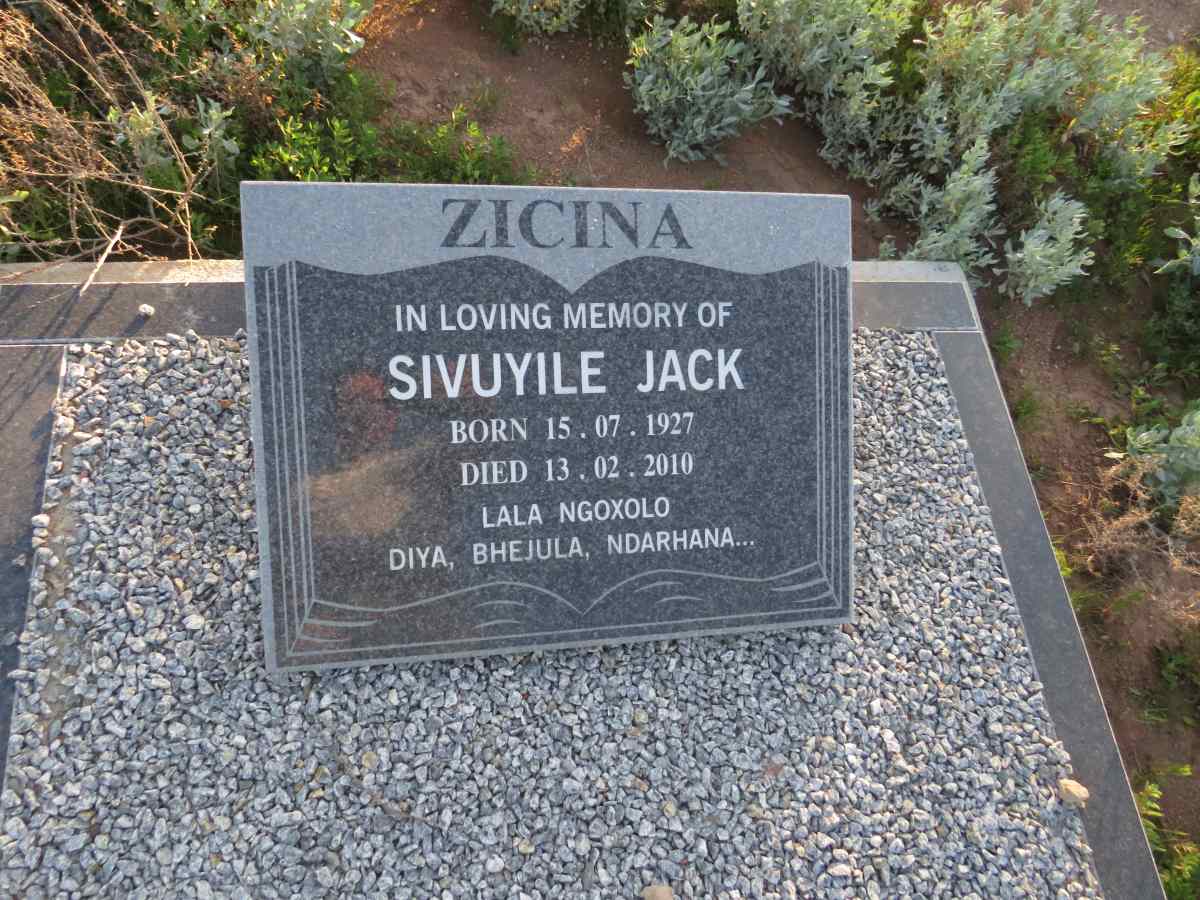 ZICINA
IN LOVING MEMORY OF
SIVUYILE JACK
BORN 15 . 07 . 1927
DIED 13 . 02 . 2010
LALA NGOXOLO
DIYA, BHEJULA, NDARHANA...